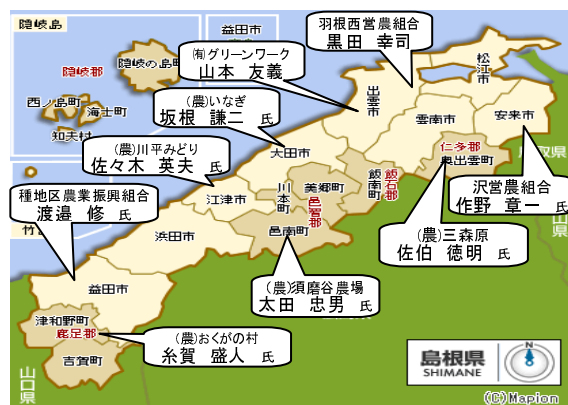 隠岐島
益田市
隠岐郡
隠岐の島町
西ノ島町
海士町
知夫村
羽根西営農組合
黒田 幸司
㈲グリーンワーク
山本 友義
(農)いなぎ
坂根 謙二 氏
(農)川平みどり
佐々木 英夫 氏
種地区農業振興組合
渡邉 修 氏
松江市
出雲市
雲南市
安来市
仁多郡
奥出雲町
大田市
飯石郡
飯南町
美郷町
川本町
邑智郡
邑南町
江津市
浜田市
益田市
津和野町
鹿足郡
吉賀町
沢営農組合
作野 章一 氏
(農)三森原
佐伯 徳明 氏
(農)須磨谷農場
太田 忠男 氏
(農)おくがの村
糸賀 盛人 氏
山口県
島根県
SHIMANE
N
(C)Mapion